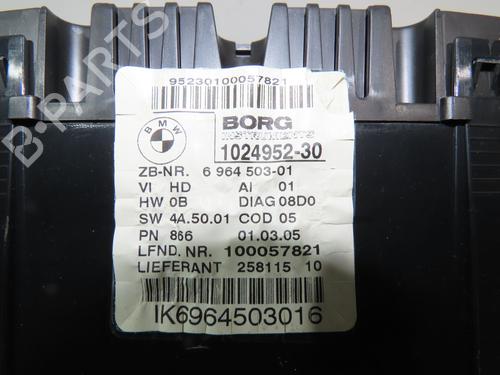 95230100057821
BMW
BORG
INSTRUMENTS
1024952-30
ZB-NR. 6 964 503-01
VI HD AI 01
HW 0B DIAG 08D0
SW 4A.50.01 COD 05
PN 866 01.03.05
LFND. NR. 100057821
LIEFERANT 258115 10
IK6964503016
B-PARTS